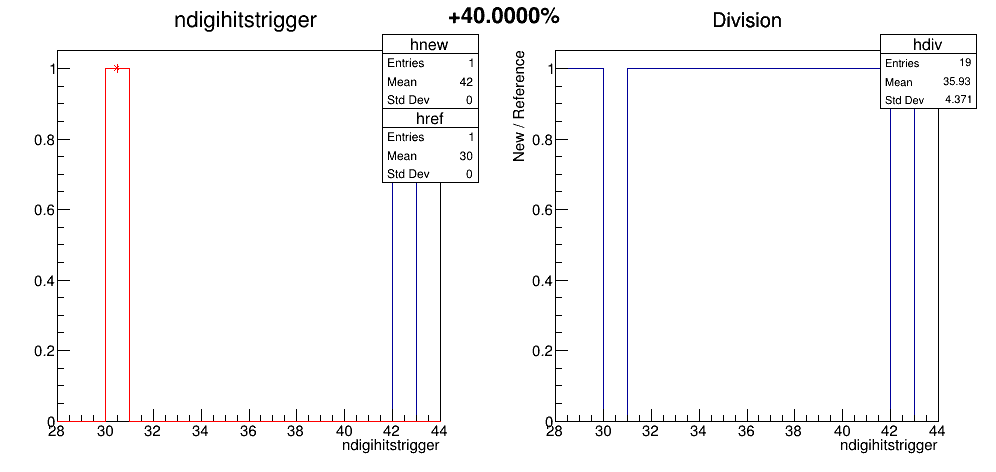 ndigihitstrigger
+40.0000%
Division
hnew
Entries 1
Mean 42
Std Dev 0
href
Entries 1
Mean 30
Std Dev 0
1
0.8
0.6
0.4
0.2
0
28 30 32 34 36 38 40 42 44
ndigihitstrigger
hdiv
Entries 19
Mean 35.93
Std Dev 4.371
New / Reference
1
0.8
0.6
0.4
0.2
0
28 30 32 34 36 38 40 42 44
ndigihitstrigger